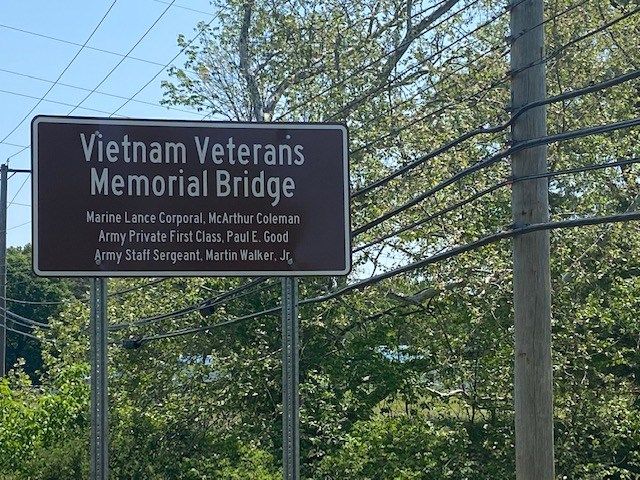 Vietnam Veterans
Memorial Bridge
Marine Lance Corporal, McArthur Coleman
Army Private First Class, Paul E. Good
Army Staff Sergeant, Martin Walker, Jr.